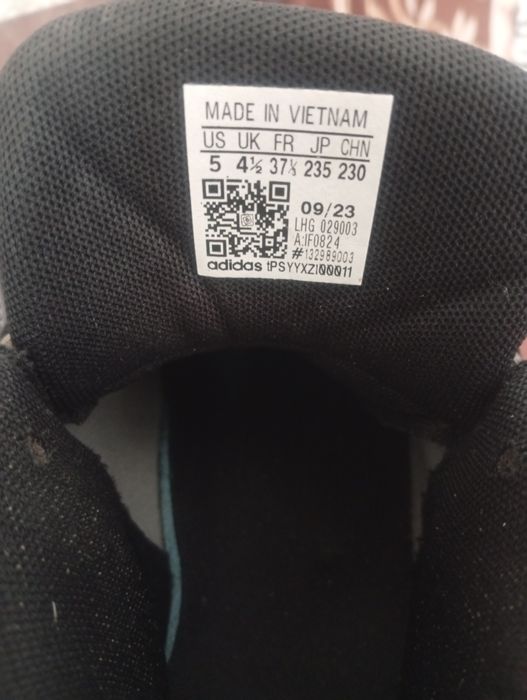 MADE IN VIETNAM
US UK FR JP CHN
5 4½ 37⅓ 235 230
09/23
LHG 029003
A:IF0824
#132989003
adidas tPSYYXZI00011